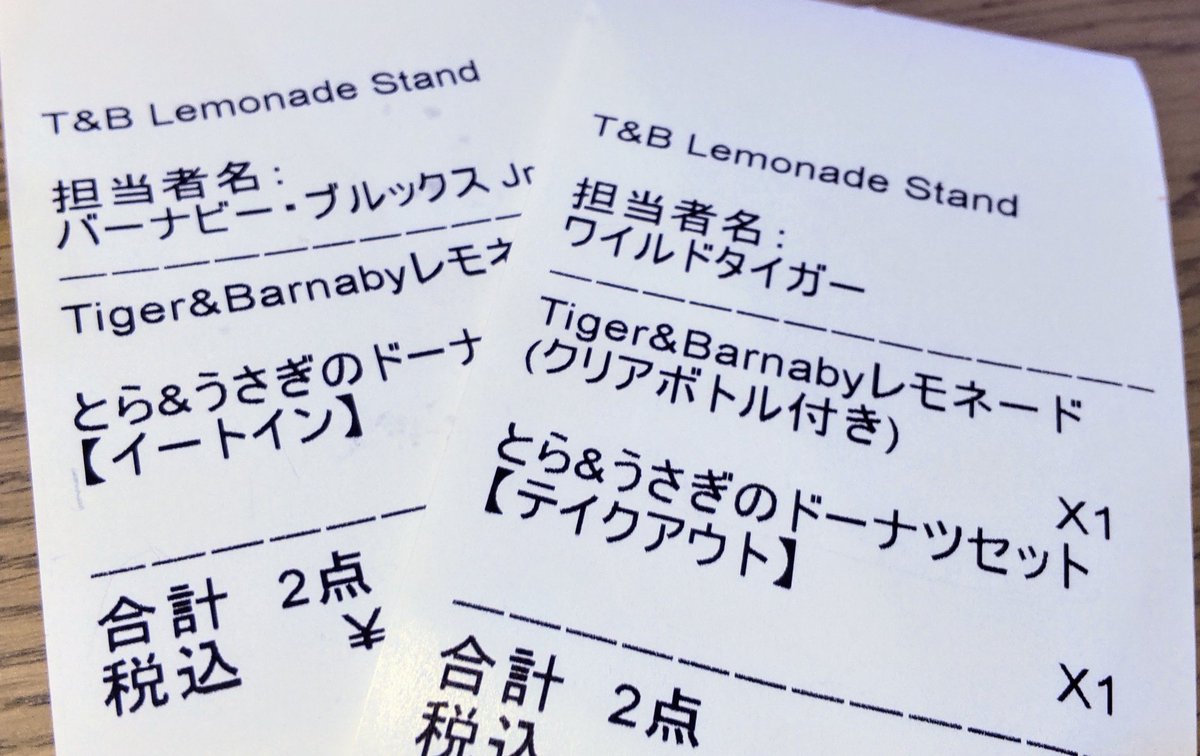 T&B Lemonade Stand
担当者名:
バーナビー・ブルックス Jr
Tiger&Barnabyレモネ
とら&うさぎのドーナ
【イートイン】
合計 2点
税込 ¥
T&B Lemonade Stand
担当者名:
ワイルドタイガー
Tiger&Barnabyレモネード
(クリアボトル付き)
X1
とら&うさぎのドーナツセット
【テイクアウト】
X1
合計 2点
税込